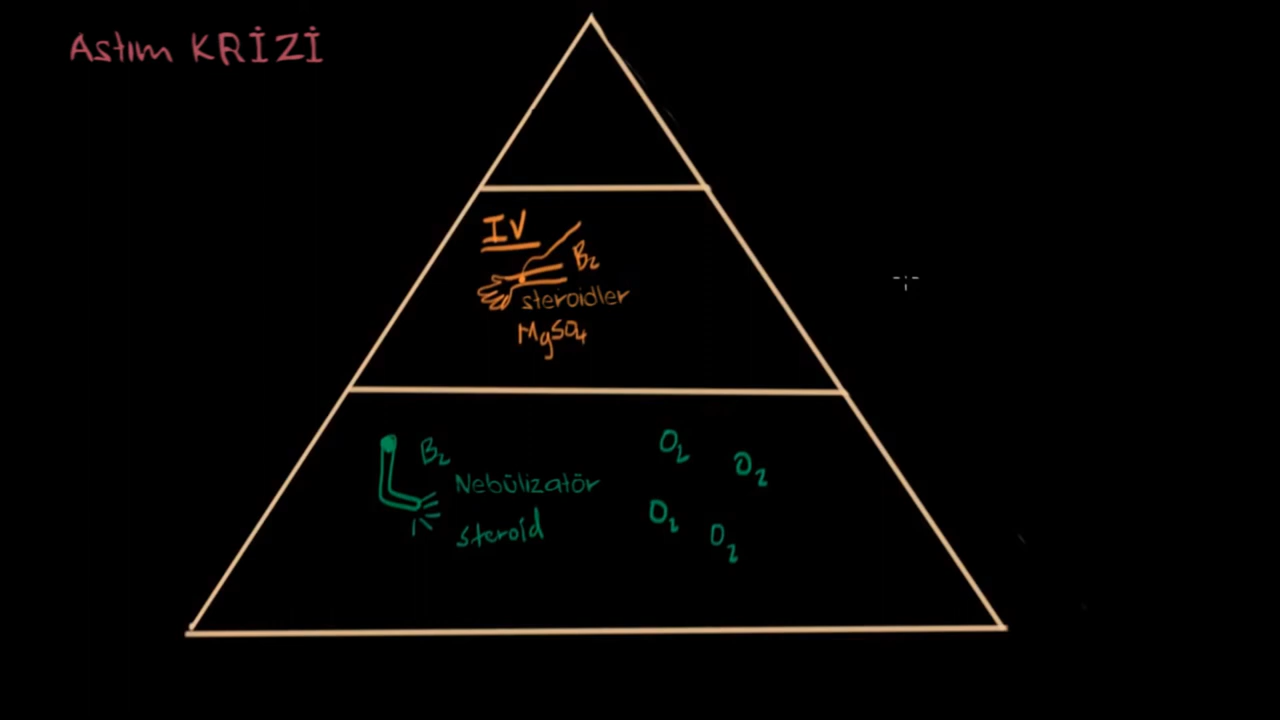 Astım KRİZİ
IV
B₂
steroidler
MgSO₄
B₂
Nebülizatör
steroid
O₂ O₂
O₂ O₂